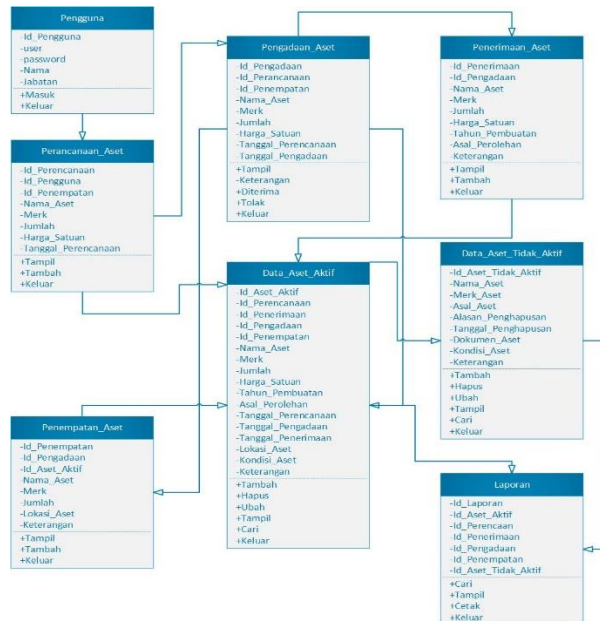 Pengguna
-Id_Pengguna
-user
-password
-Nama
-Jabatan
+Masuk
+Keluar
Perancanaan_Aset
-Id_Perencanaan
-Id_Pengguna
-Id_Penempatan
-Nama_Aset
-Merk
-Jumlah
-Harga_Satuan
-Tanggal_Perencanaan
+Tampil
+Tambah
+Keluar
Pengadaan_Aset
-Id_Pengadaan
-Id_Perancanaan
-Id_Penempatan
-Nama_Aset
-Merk
-Jumlah
-Harga_Satuan
-Tanggal_Perencanaan
-Tanggal_Pengadaan
+Tampil
-Keterangan
+Diterima
+Tolak
+Keluar
Penerimaan_Aset
-Id_Penerimaan
-Id_Pengadaan
-Nama_Aset
-Merk
-Jumlah
-Harga_Satuan
-Tahun_Pembuatan
-Asal_Perolehan
-Keterangan
+Tampil
+Tambah
+Keluar
Data_Aset_Aktif
-Id_Aset_Aktif
-Id_Perencanaan
-Id_Penerimaan
-Id_Pengadaan
-Id_Penempatan
-Nama_Aset
-Merk
-Jumlah
-Harga_Satuan
-Tahun_Pembuatan
-Asal_Perolehan
-Tanggal_Perencanaan
-Tanggal_Pengadaan
-Tanggal_Penerimaan
-Lokasi_Aset
-Kondisi_Aset
-Keterangan
+Tambah
+Hapus
+Ubah
+Tampil
+Cari
+Keluar
Data_Aset_Tidak_Aktif
-Id_Aset_Tidak_Aktif
-Nama_Aset
-Merk_Aset
-Asal_Aset
-Alasan_Penghapusan
-Tanggal_Penghapusan
-Dokumen_Aset
-Kondisi_Aset
-Keterangan
+Tambah
+Hapus
+Ubah
+Tampil
+Cari
+Keluar
Penempatan_Aset
-Id_Penempatan
-Id_Pengadaan
-Id_Aset_Aktif
-Nama_Aset
-Merk
-Jumlah
-Lokasi_Aset
-Keterangan
+Tampil
+Tambah
+Keluar
Laporan
-Id_Laporan
-Id_Aset_Aktif
-Id_Perencaan
-Id_Penerimaan
-Id_Pengadaan
-Id_Penempatan
-Id_Aset_Tidak_Aktif
+Cari
+Tampil
+Cetak
+Keluar